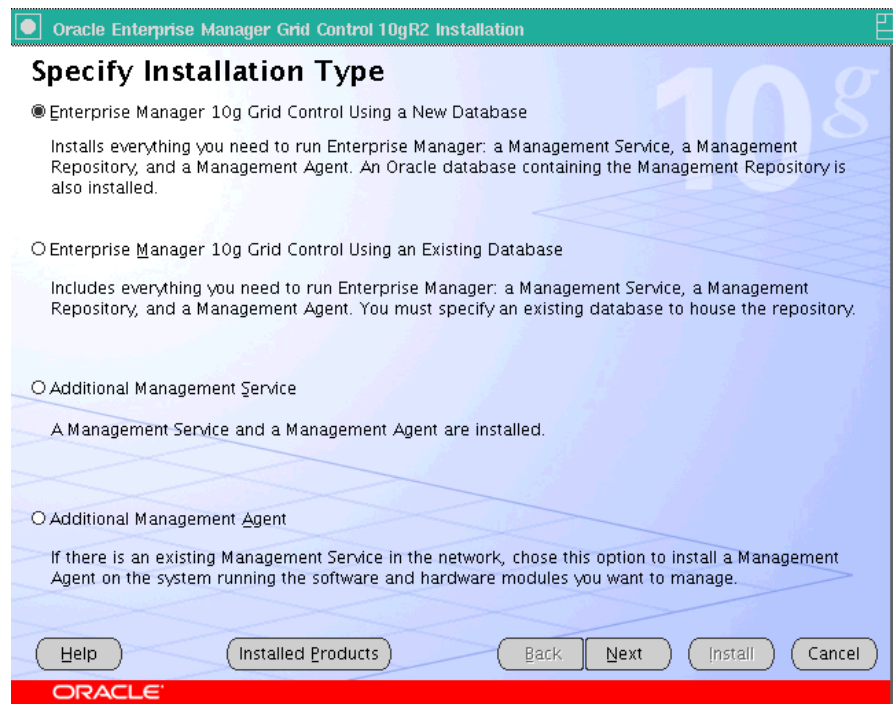 Oracle Enterprise Manager Grid Control 10gR2 Installation
Specify Installation Type
10g
Enterprise Manager 10g Grid Control Using a New Database
Installs everything you need to run Enterprise Manager: a Management Service, a Management
Repository, and a Management Agent. An Oracle database containing the Management Repository is
also installed.
Enterprise Manager 10g Grid Control Using an Existing Database
Includes everything you need to run Enterprise Manager: a Management Service, a Management
Repository, and a Management Agent. You must specify an existing database to house the repository.
Additional Management Service
A Management Service and a Management Agent are installed.
Additional Management Agent
If there is an existing Management Service in the network, chose this option to install a Management
Agent on the system running the software and hardware modules you want to manage.
Help Installed Products Back Next Install Cancel
ORACLE